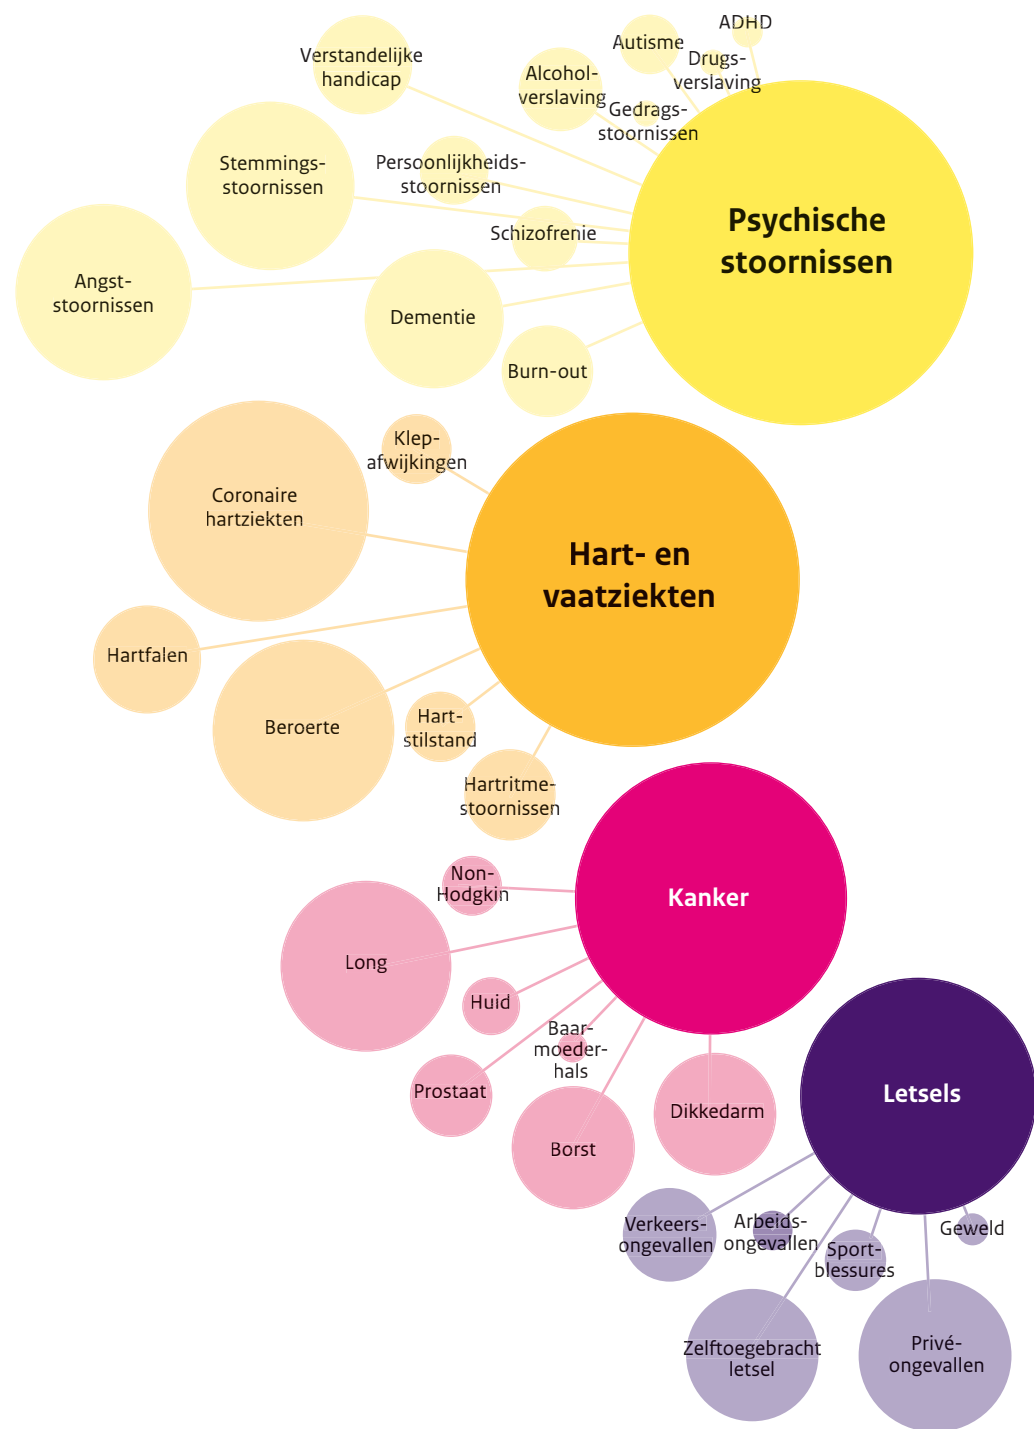 ADHD
Autisme
Verstandelijke
handicap
Drugs-
verslaving
Alcohol-
verslaving
Gedrags-
stoornissen
Stemmings-
stoornissen
Persoonlijkheids-
stoornissen
Psychische
stoornissen
Schizofrenie
Angst-
stoornissen
Dementie
Burn-out
Klep-
afwijkingen
Coronaire
hartziekten
Hart- en
vaatziekten
Hartfalen
Beroerte
Hart-
stilstand
Hartritme-
stoornissen
Non-
Hodgkin
Kanker
Long
Huid
Baar-
moeder-
hals
Prostaat
Dikkedarm
Borst
Letsels
Verkeers-
ongevallen
Arbeids-
ongevallen
Geweld
Sport-
blessures
Zelftoegebracht
letsel
Privé-
ongevallen